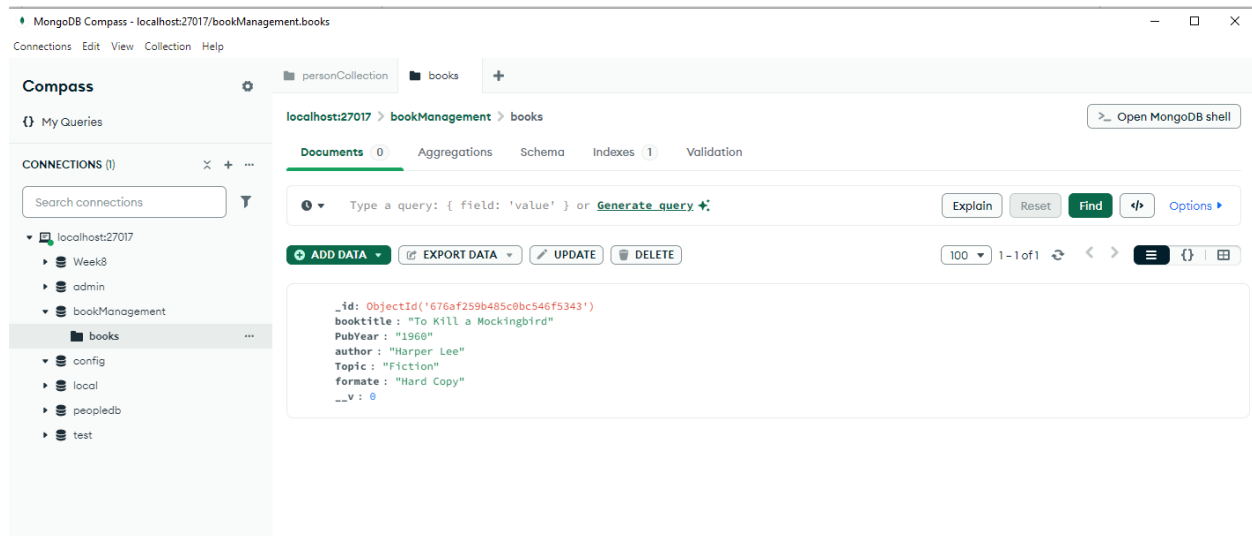 MongoDB Compass - localhost:27017/bookManagement.books
Connections Edit View Collection Help
Compass
{} My Queries
CONNECTIONS (1)
Search connections
localhost:27017
Week8
admin
bookManagement
books
config
local
peopledb
test
personCollection books +
localhost:27017 > bookManagement > books
>_ Open MongoDB shell
Documents 0 Aggregations Schema Indexes 1 Validation
Type a query: { field: 'value' } or Generate query
Explain Reset Find </> Options
ADD DATA EXPORT DATA UPDATE DELETE
100 1 - 1 of 1 {}
_id: ObjectId('676af259b485c0bc546f5343')
booktitle : "To Kill a Mockingbird"
PubYear : "1960"
author : "Harper Lee"
Topic : "Fiction"
formate : "Hard Copy"
__v : 0